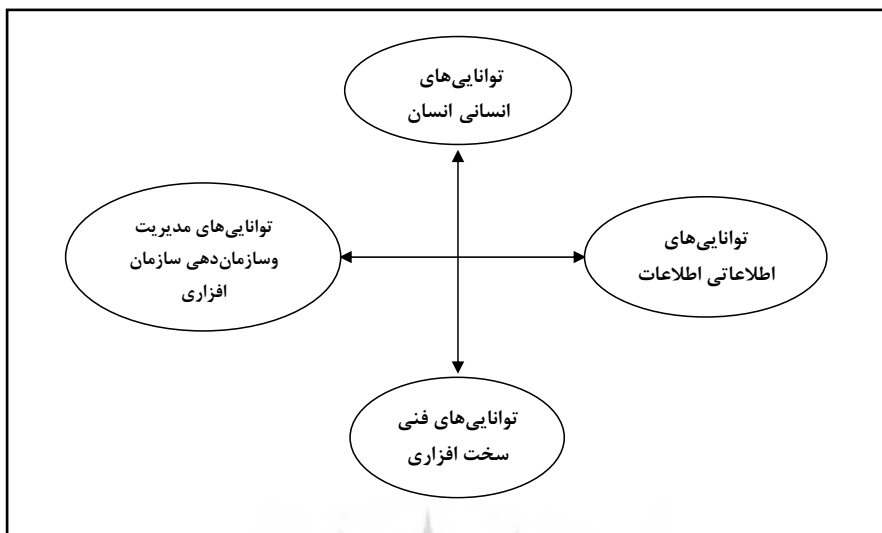 توانایی‌های
انسانی انسان
توانایی‌های
اطلاعاتی اطلاعات
توانایی‌های مدیریت
وسازمان‌دهی سازمان
افزاری
توانایی‌های فنی
سخت افزاری